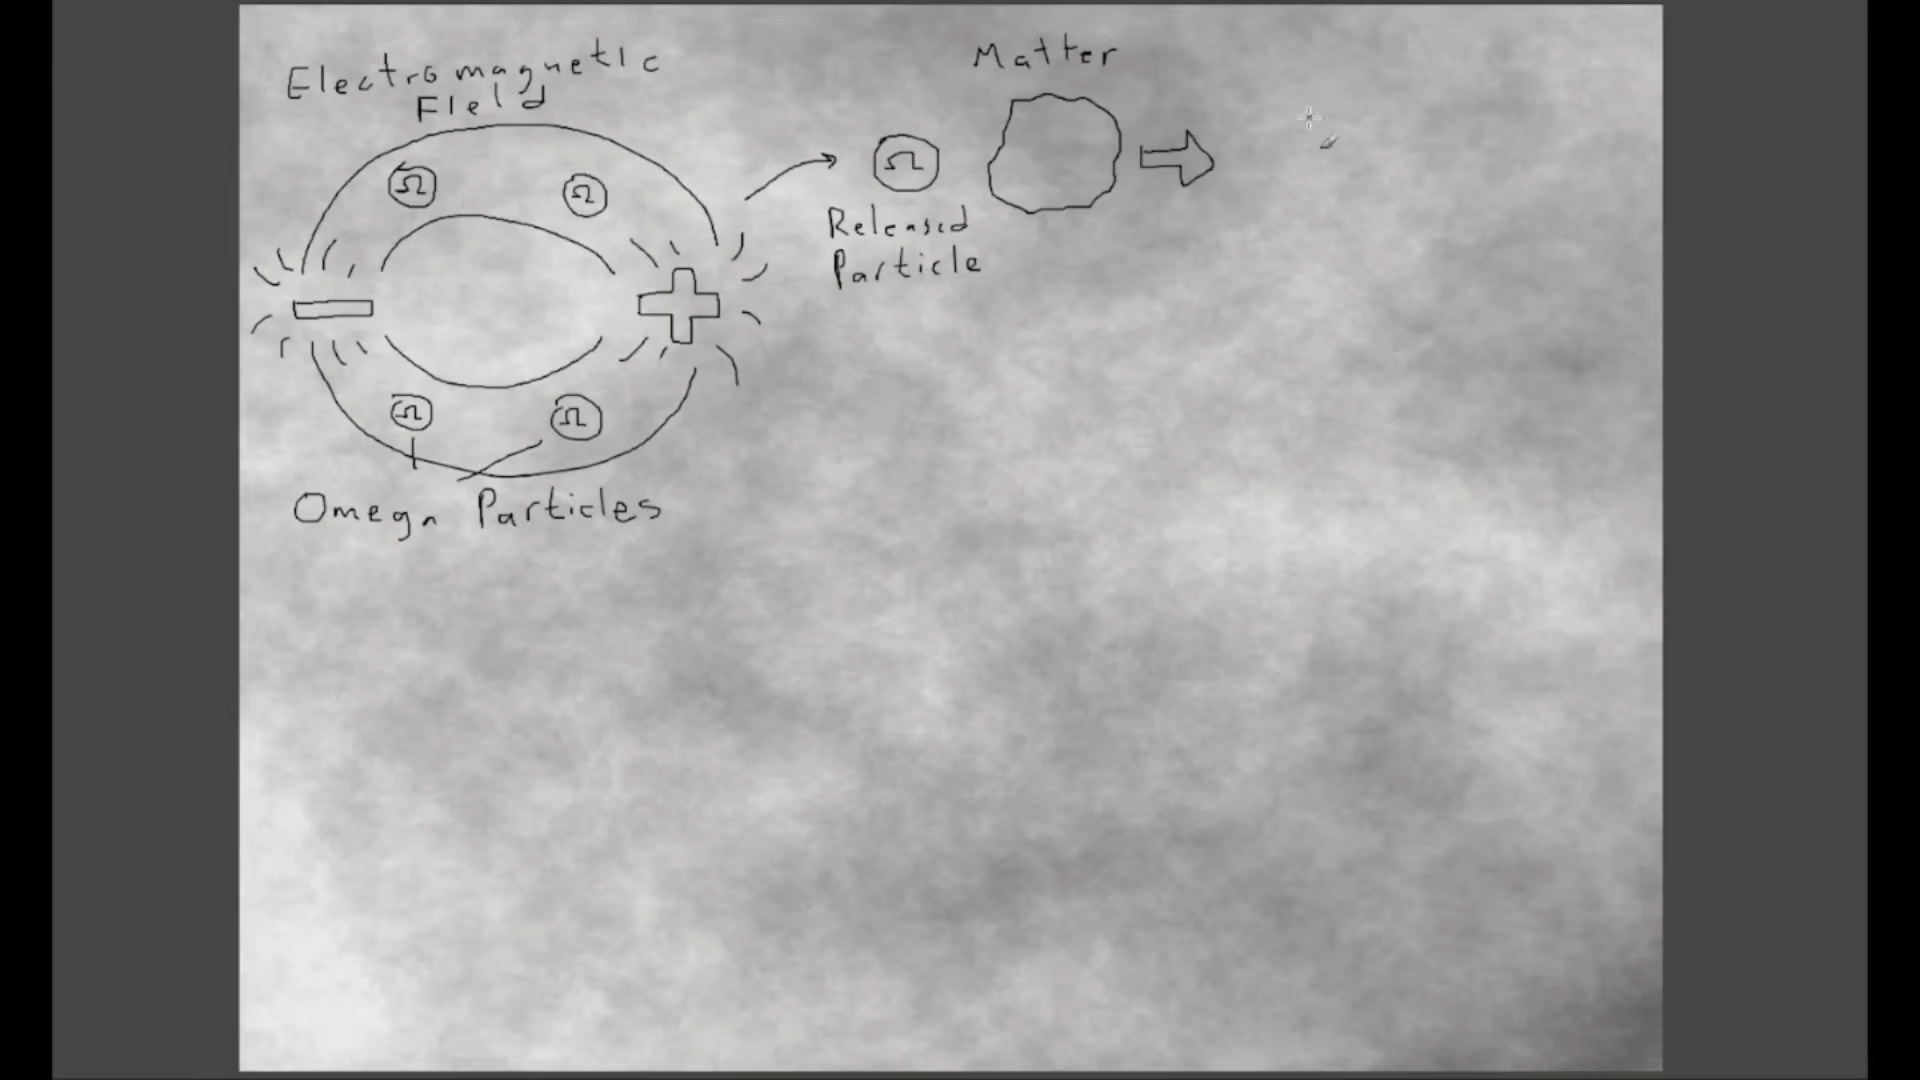 Electromagnetic
Field
Matter
Ω
Ω
Ω
Released
Particle
Ω
Ω
Omega Particles